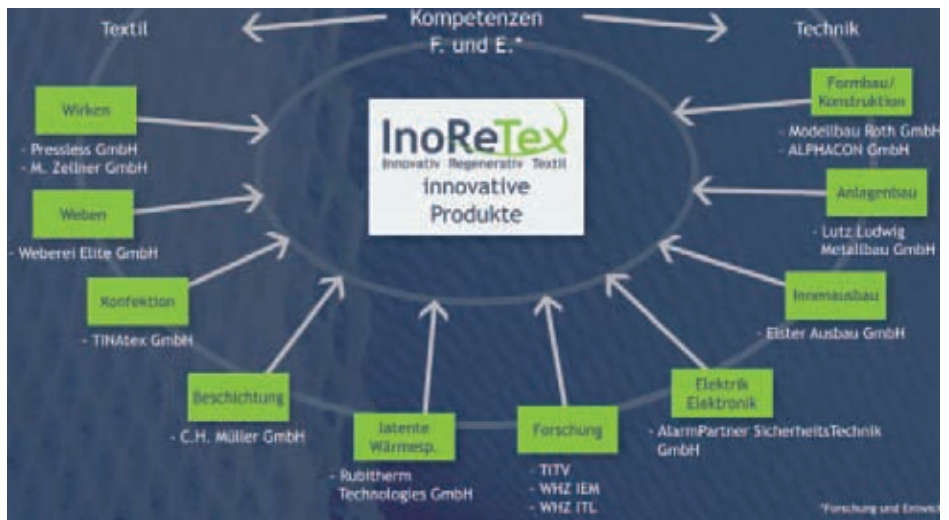 Textil
Kompetenzen
F. und E.*
Technik
Wirken
- Pressless GmbH
- M. Zellner GmbH
Weben
- Weberei Elite GmbH
Konfektion
- TINAtex GmbH
Beschichtung
- C.H. Müller GmbH
latente
Wärmesp.
- Rubitherm
Technologies GmbH
Forschung
- TITV
- WHZ IEM
- WHZ ITL
Elektrik
Elektronik
- AlarmPartner SicherheitsTechnik
GmbH
Innenausbau
- Elster Ausbau GmbH
Anlagenbau
- Lutz Ludwig
Metallbau GmbH
Formbau/
Konstruktion
- Modellbau Roth GmbH
- ALPHACON GmbH
InoReTex
Innovativ Regenerativ Textil
innovative
Produkte
*Forschung und Entwick